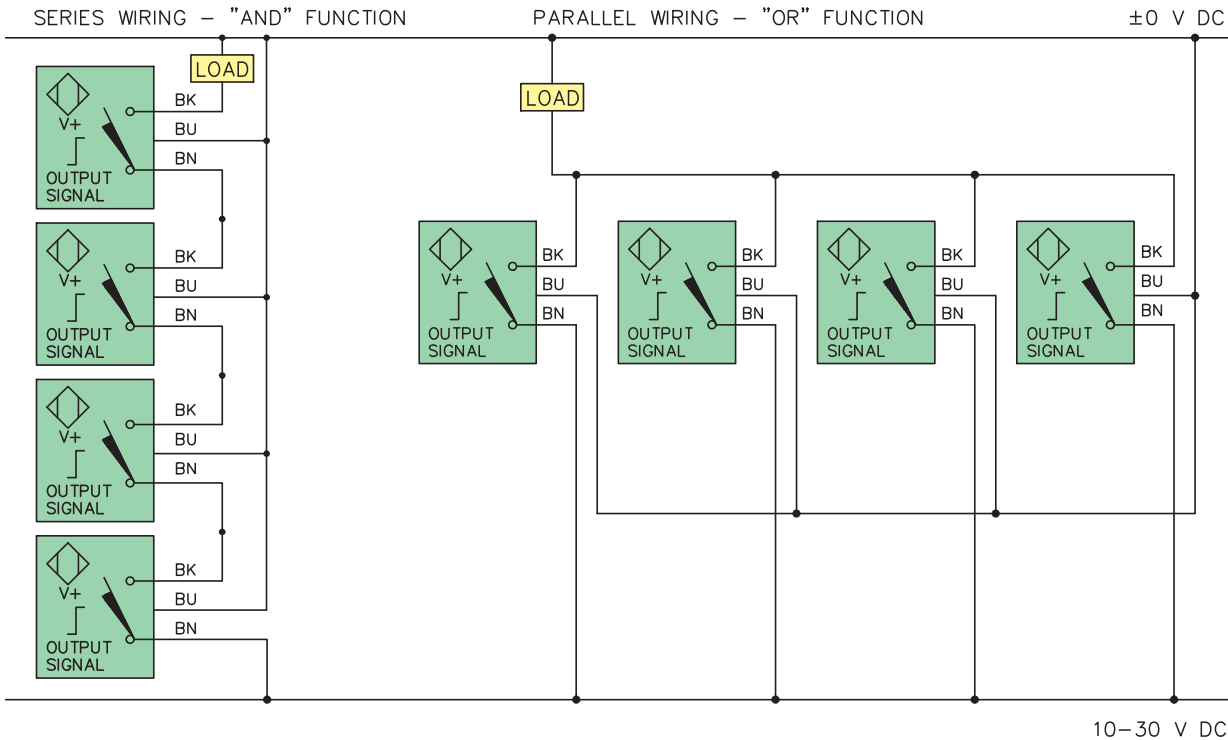 SERIES WIRING – "AND" FUNCTION
PARALLEL WIRING – "OR" FUNCTION
±0 V DC
LOAD
V+
OUTPUT
SIGNAL
BK
BU
BN
V+
OUTPUT
SIGNAL
BK
BU
BN
V+
OUTPUT
SIGNAL
BK
BU
BN
V+
OUTPUT
SIGNAL
BK
BU
BN
LOAD
V+
OUTPUT
SIGNAL
BK
BU
BN
V+
OUTPUT
SIGNAL
BK
BU
BN
V+
OUTPUT
SIGNAL
BK
BU
BN
V+
OUTPUT
SIGNAL
BK
BU
BN
10–30 V DC